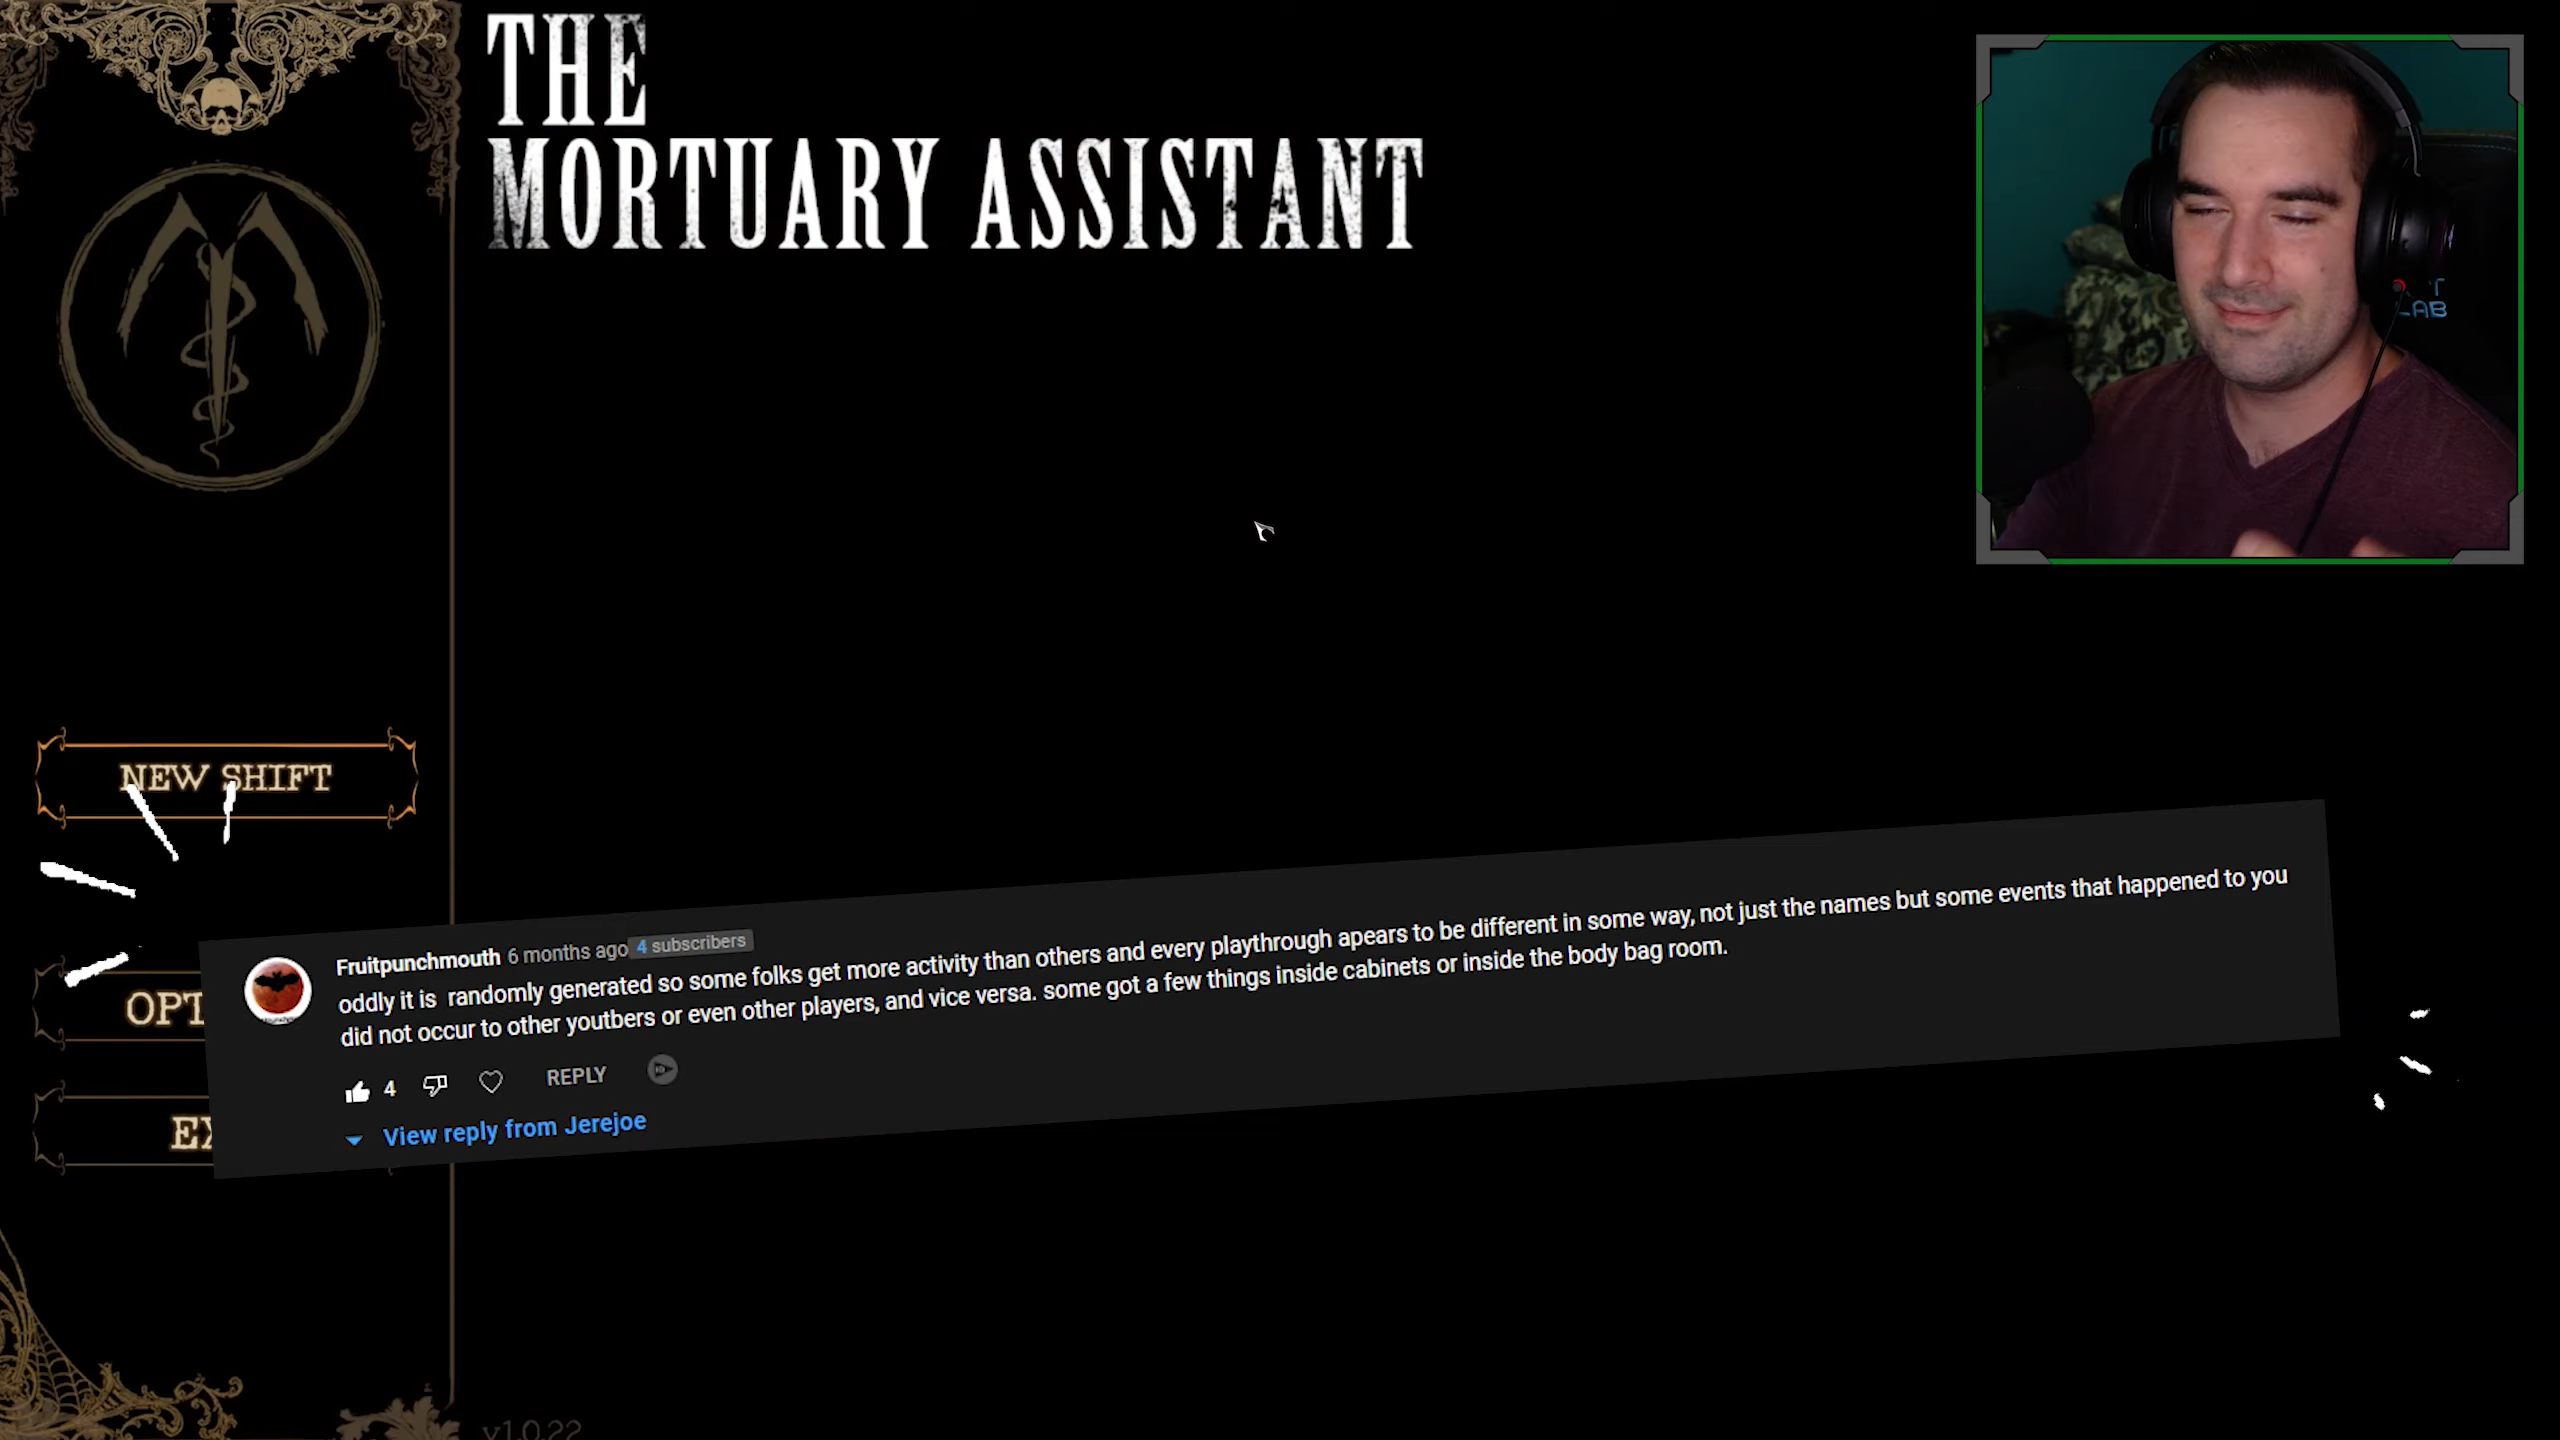 THE
MORTUARY ASSISTANT
NEW SHIFT
Fruitpunchmouth 6 months ago 4 subscribers
oddly it is randomly generated so some folks get more activity than others and every playthrough apears to be different in some way, not just the names but some events that happened to you
did not occur to other youtbers or even other players, and vice versa. some got a few things inside cabinets or inside the body bag room.
4 REPLY
View reply from Jerejoe
v1.0.22